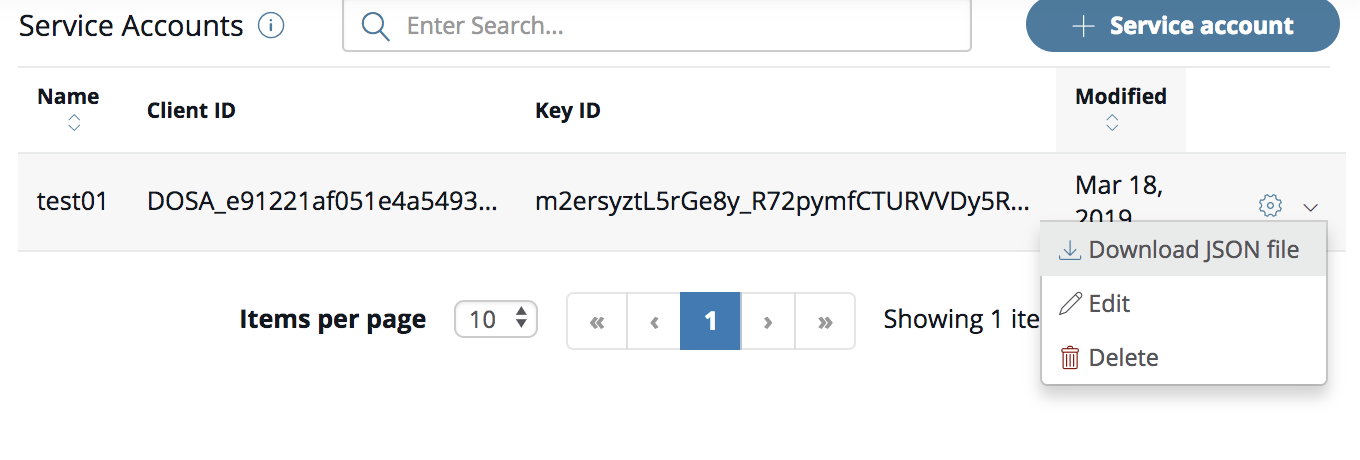 Service Accounts
Enter Search...
Service account
Name
Client ID
Key ID
Modified
test01
DOSA_e91221af051e4a5493...
m2ersyztL5rGe8y_R72pymfCTURVVDy5R...
Mar 18,
2019
Download JSON file
Edit
Delete
Items per page
10
« ‹ 1 › »
Showing 1 ite